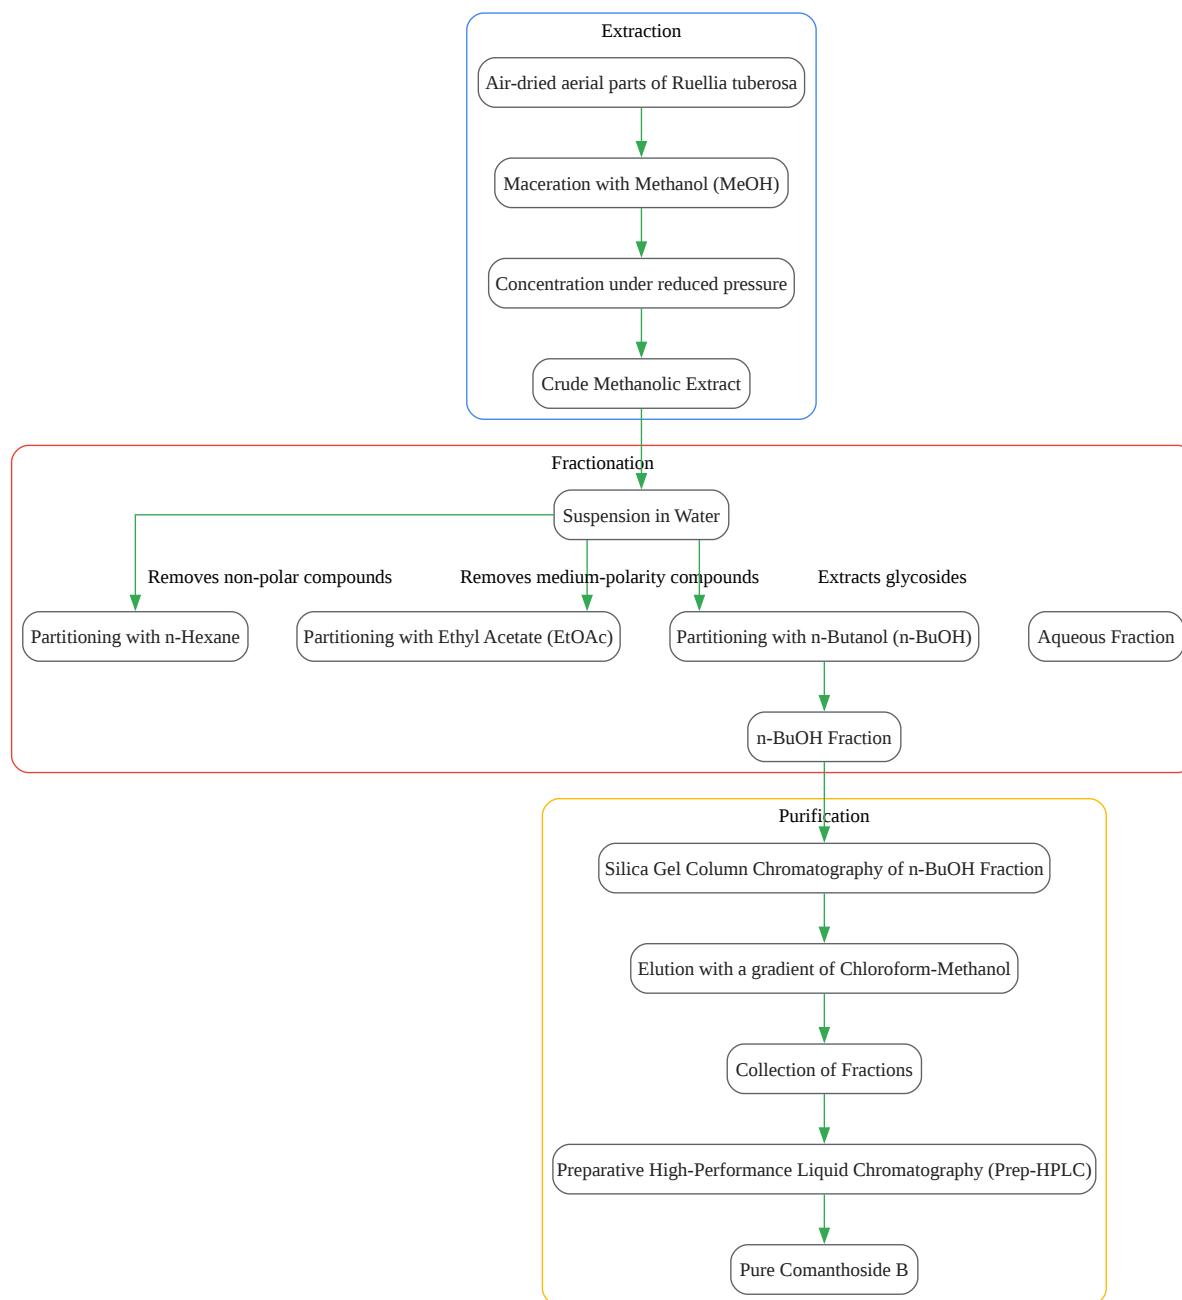 Extraction
Air-dried aerial parts of Ruellia tuberosa
Maceration with Methanol (MeOH)
Concentration under reduced pressure
Crude Methanolic Extract
Fractionation
Suspension in Water
Removes non-polar compounds
Removes medium-polarity compounds
Extracts glycosides
Partitioning with n-Hexane
Partitioning with Ethyl Acetate (EtOAc)
Partitioning with n-Butanol (n-BuOH)
Aqueous Fraction
n-BuOH Fraction
Purification
Silica Gel Column Chromatography of n-BuOH Fraction
Elution with a gradient of Chloroform-Methanol
Collection of Fractions
Preparative High-Performance Liquid Chromatography (Prep-HPLC)
Pure Comanthoside B